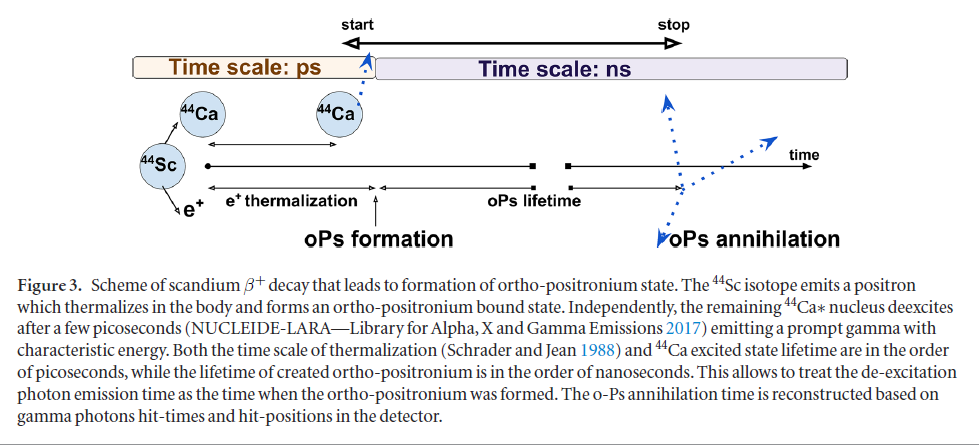 start stop
Time scale: ps Time scale: ns
⁴⁴Ca ⁴⁴Ca
⁴⁴Sc time
e⁺ e⁺ thermalization oPs lifetime
oPs formation oPs annihilation
Figure 3. Scheme of scandium β⁺ decay that leads to formation of ortho-positronium state. The ⁴⁴Sc isotope emits a positron
which thermalizes in the body and forms an ortho-positronium bound state. Independently, the remaining ⁴⁴Ca∗ nucleus deexcites
after a few picoseconds (NUCLEIDE-LARA—Library for Alpha, X and Gamma Emissions 2017) emitting a prompt gamma with
characteristic energy. Both the time scale of thermalization (Schrader and Jean 1988) and ⁴⁴Ca excited state lifetime are in the order
of picoseconds, while the lifetime of created ortho-positronium is in the order of nanoseconds. This allows to treat the de-excitation
photon emission time as the time when the ortho-positronium was formed. The o-Ps annihilation time is reconstructed based on
gamma photons hit-times and hit-positions in the detector.